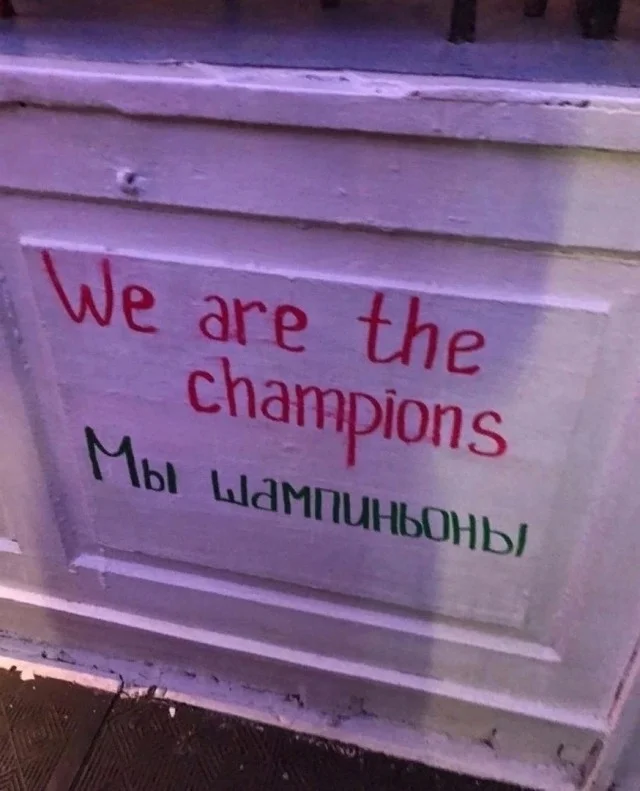 We are the
champions
Мы шампиньоны